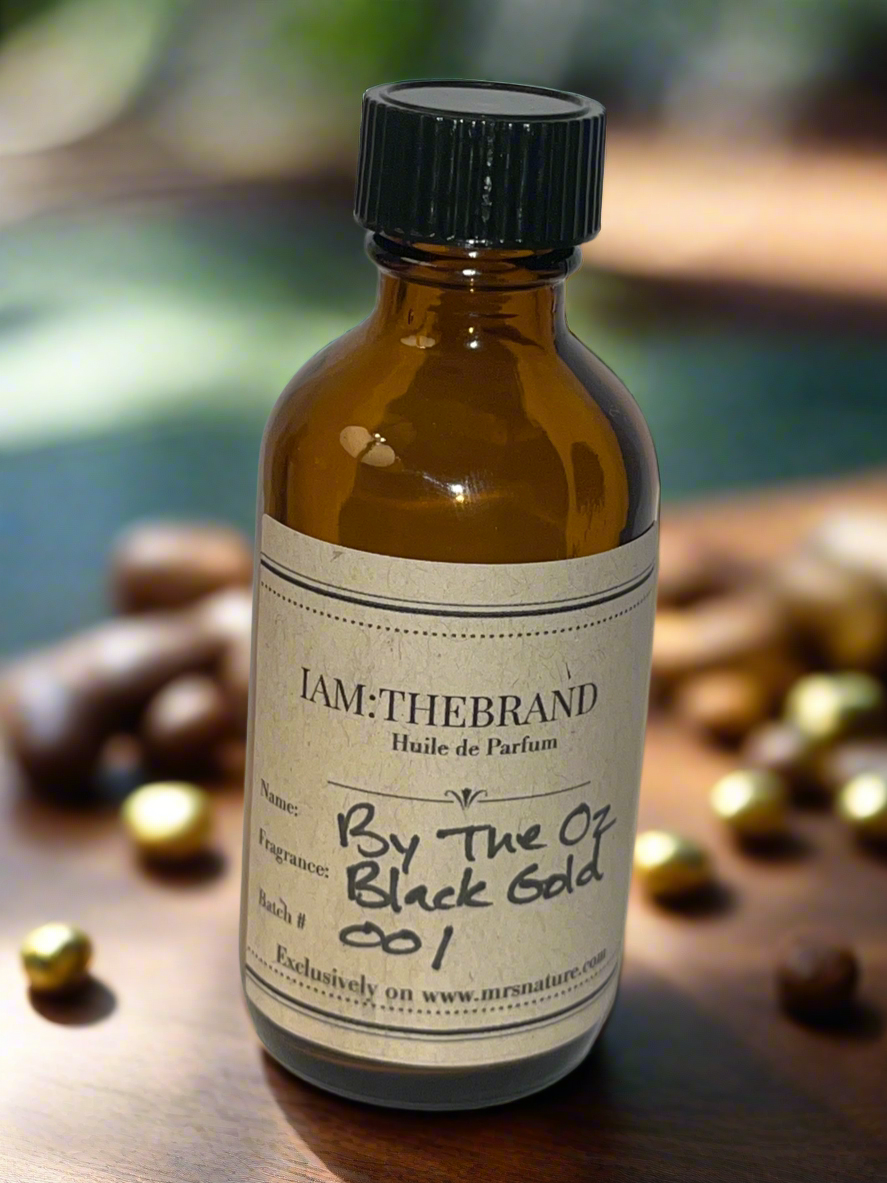 IAM:THEBRAND
Huile de Parfum
Name: By The Oz
Fragrance: Black Gold
Batch # 001
Exclusively on www.mrsnature.com